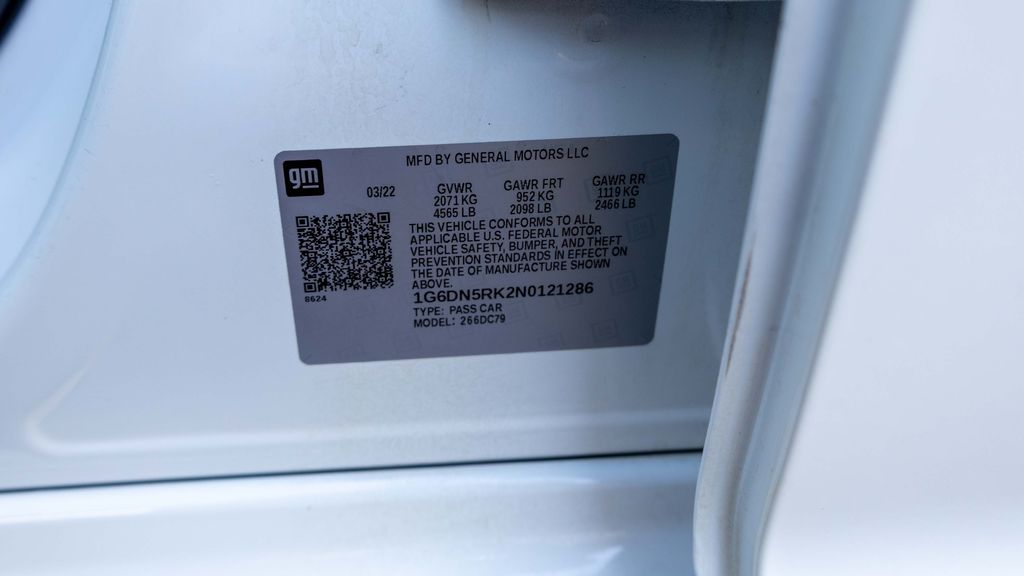 MFD BY GENERAL MOTORS LLC
gm
03/22
GVWR GAWR FRT GAWR RR
2071 KG 952 KG 1119 KG
4565 LB 2098 LB 2466 LB
THIS VEHICLE CONFORMS TO ALL
APPLICABLE U.S. FEDERAL MOTOR
VEHICLE SAFETY, BUMPER, AND THEFT
PREVENTION STANDARDS IN EFFECT ON
THE DATE OF MANUFACTURE SHOWN
ABOVE.
8624
1G6DN5RK2N0121286
TYPE: PASS CAR
MODEL: 266DC79